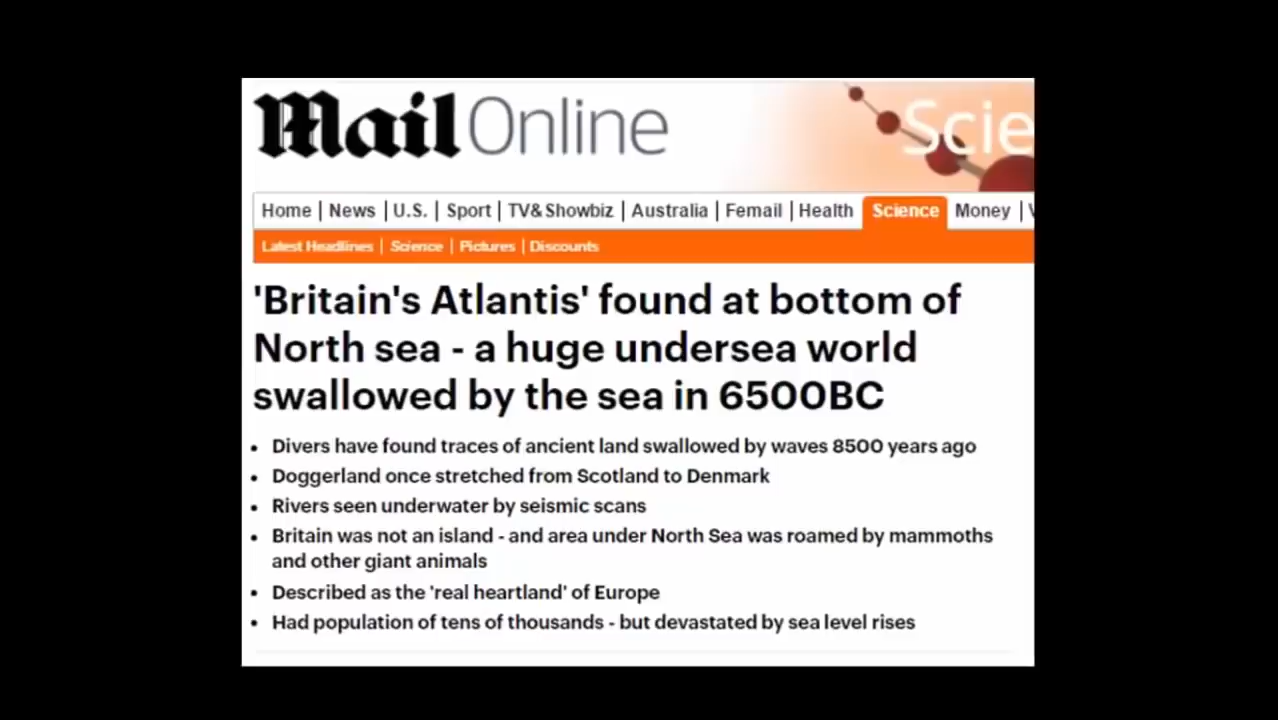 Mail Online
Home | News | U.S. | Sport | TV&Showbiz | Australia | Femail | Health | Science | Money |
Latest Headlines | Science | Pictures | Discounts
'Britain's Atlantis' found at bottom of
North sea - a huge undersea world
swallowed by the sea in 6500BC
• Divers have found traces of ancient land swallowed by waves 8500 years ago
• Doggerland once stretched from Scotland to Denmark
• Rivers seen underwater by seismic scans
• Britain was not an island - and area under North Sea was roamed by mammoths
and other giant animals
• Described as the 'real heartland' of Europe
• Had population of tens of thousands - but devastated by sea level rises